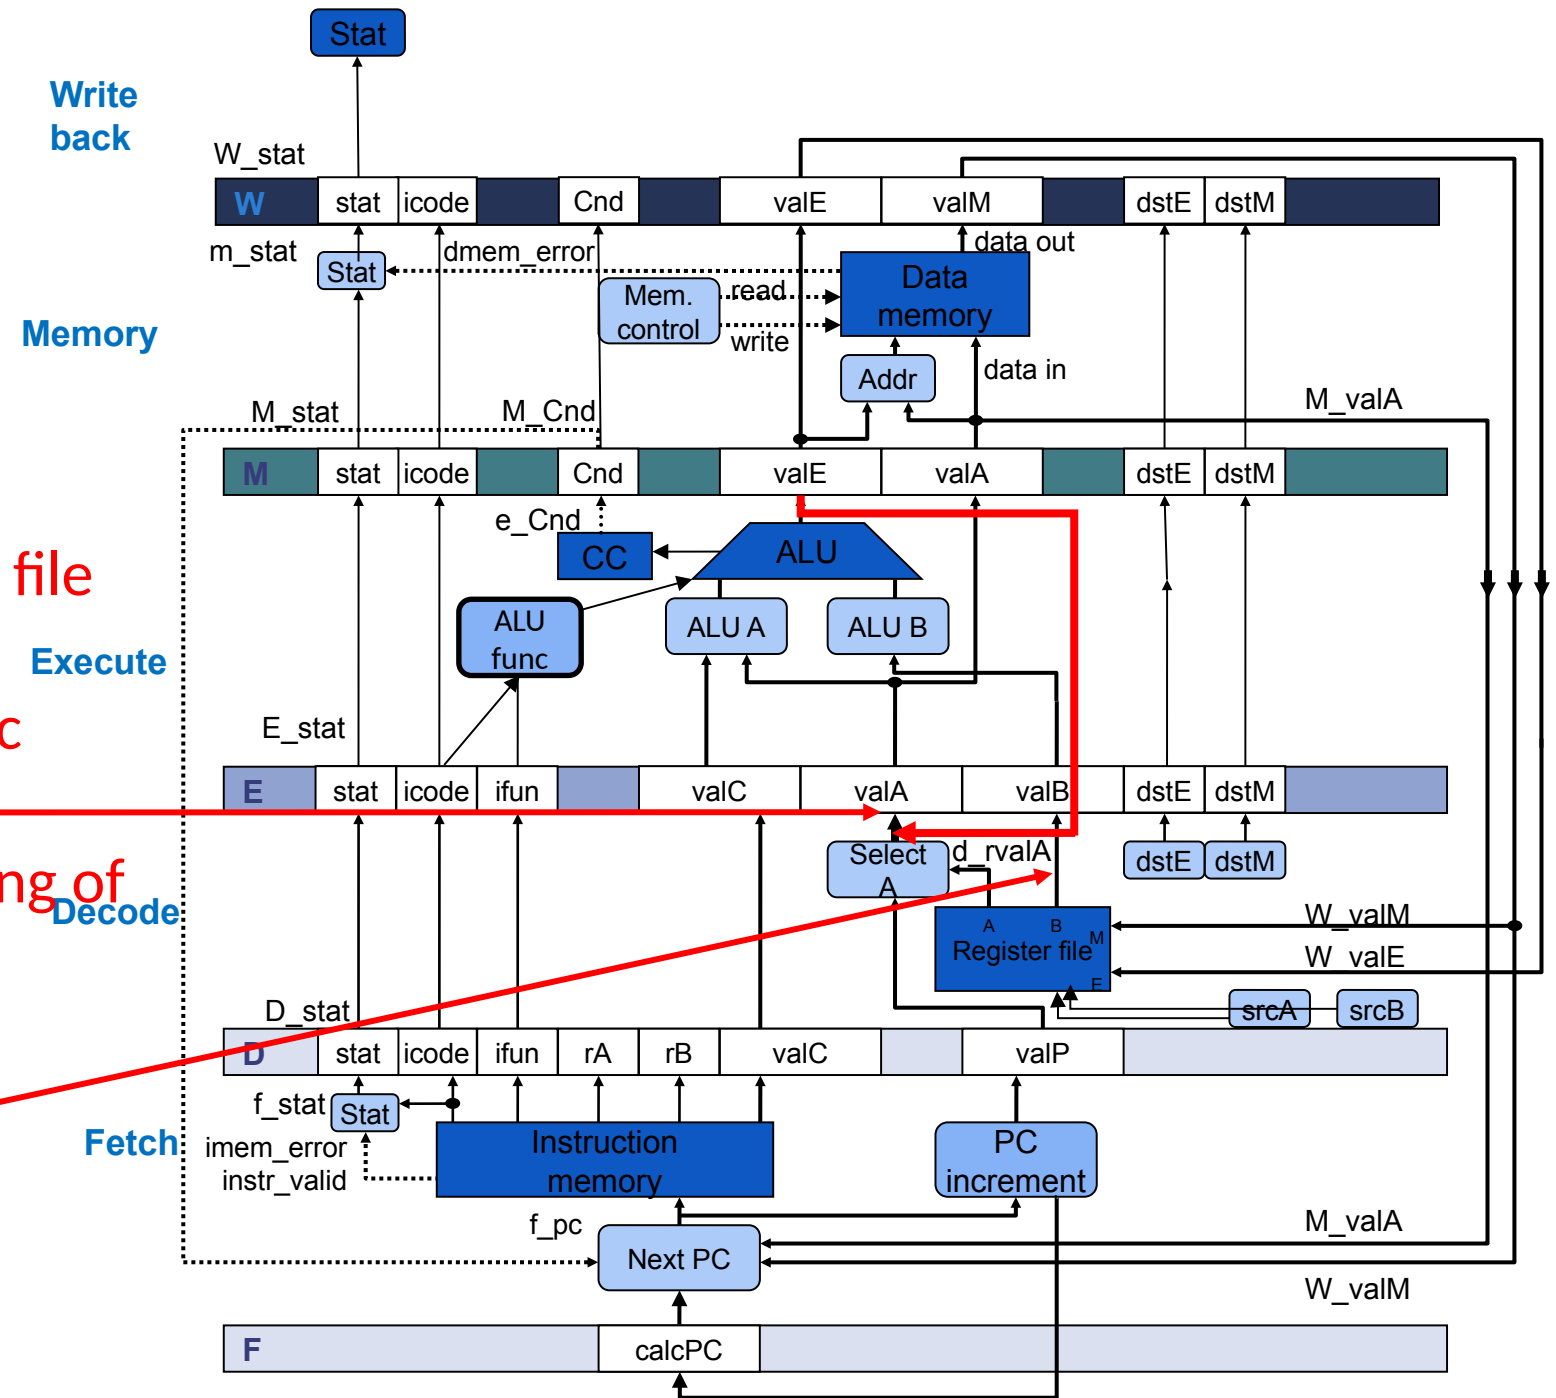 Stat
Write
back
W_stat
W stat icode Cnd valE valM dstE dstM
m_stat Stat dmem_error data out
Mem.
control
read
write
Data
memory
Memory
Addr data in
M_stat M_Cnd M_valA
M stat icode Cnd valE valA dstE dstM
e_Cnd
CC ALU
file
ALU
func
ALU A ALU B
Execute
c
E_stat
E stat icode ifun valC valA valB dstE dstM
Select
A
d_rvalA dstE dstM
ng of
Decode
A B M
Register file
E
W_valM
W_valE
srcA srcB
D_stat
D stat icode ifun rA rB valC valP
f_stat Stat
Fetch
imem_error
instr_valid
Instruction
memory
PC
increment
f_pc M_valA
Next PC
W_valM
F calcPC